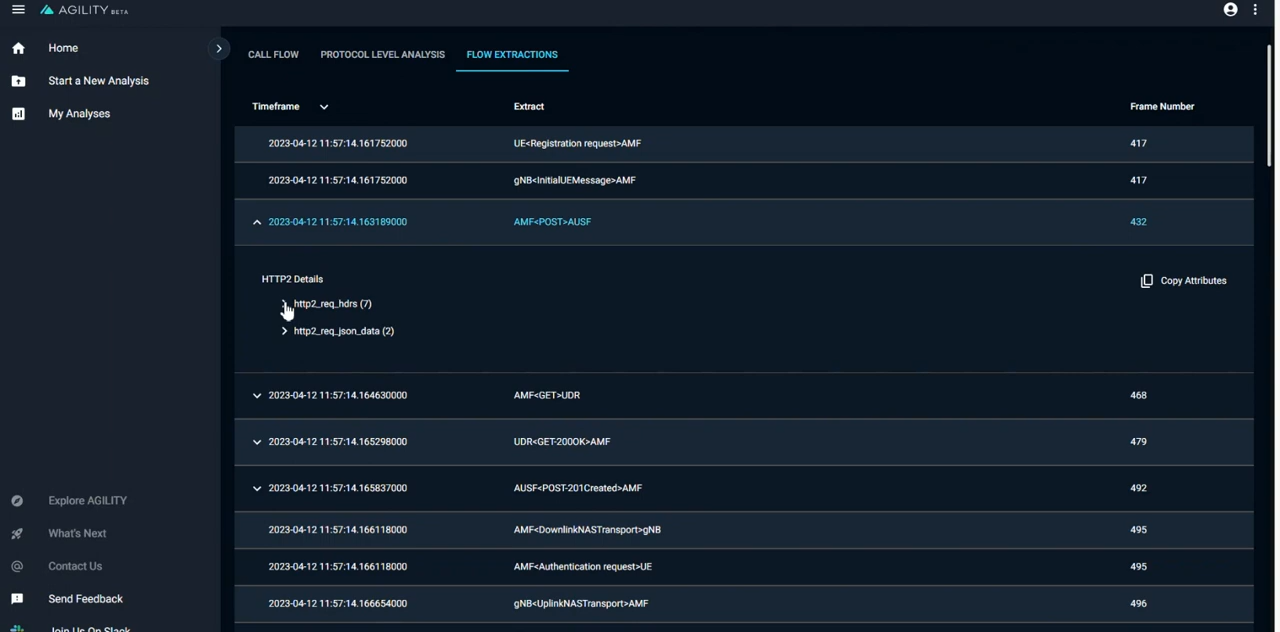 AGILITY BETA
Home
Start a New Analysis
My Analyses
Explore AGILITY
What's Next
Contact Us
Send Feedback
Join Us On Slack
CALL FLOW PROTOCOL LEVEL ANALYSIS FLOW EXTRACTIONS
Timeframe Extract Frame Number
2023-04-12 11:57:14.161752000 UE<Registration request>AMF 417
2023-04-12 11:57:14.161752000 gNB<InitialUEMessage>AMF 417
2023-04-12 11:57:14.163189000 AMF<POST>AUSF 432
HTTP2 Details Copy Attributes
http2_req_hdrs (7)
http2_req_json_data (2)
2023-04-12 11:57:14.164630000 AMF<GET>UDR 468
2023-04-12 11:57:14.165298000 UDR<GET-200OK>AMF 479
2023-04-12 11:57:14.165837000 AUSF<POST-201Created>AMF 492
2023-04-12 11:57:14.166118000 AMF<DownlinkNASTransport>gNB 495
2023-04-12 11:57:14.166118000 AMF<Authentication request>UE 495
2023-04-12 11:57:14.166654000 gNB<UplinkNASTransport>AMF 496